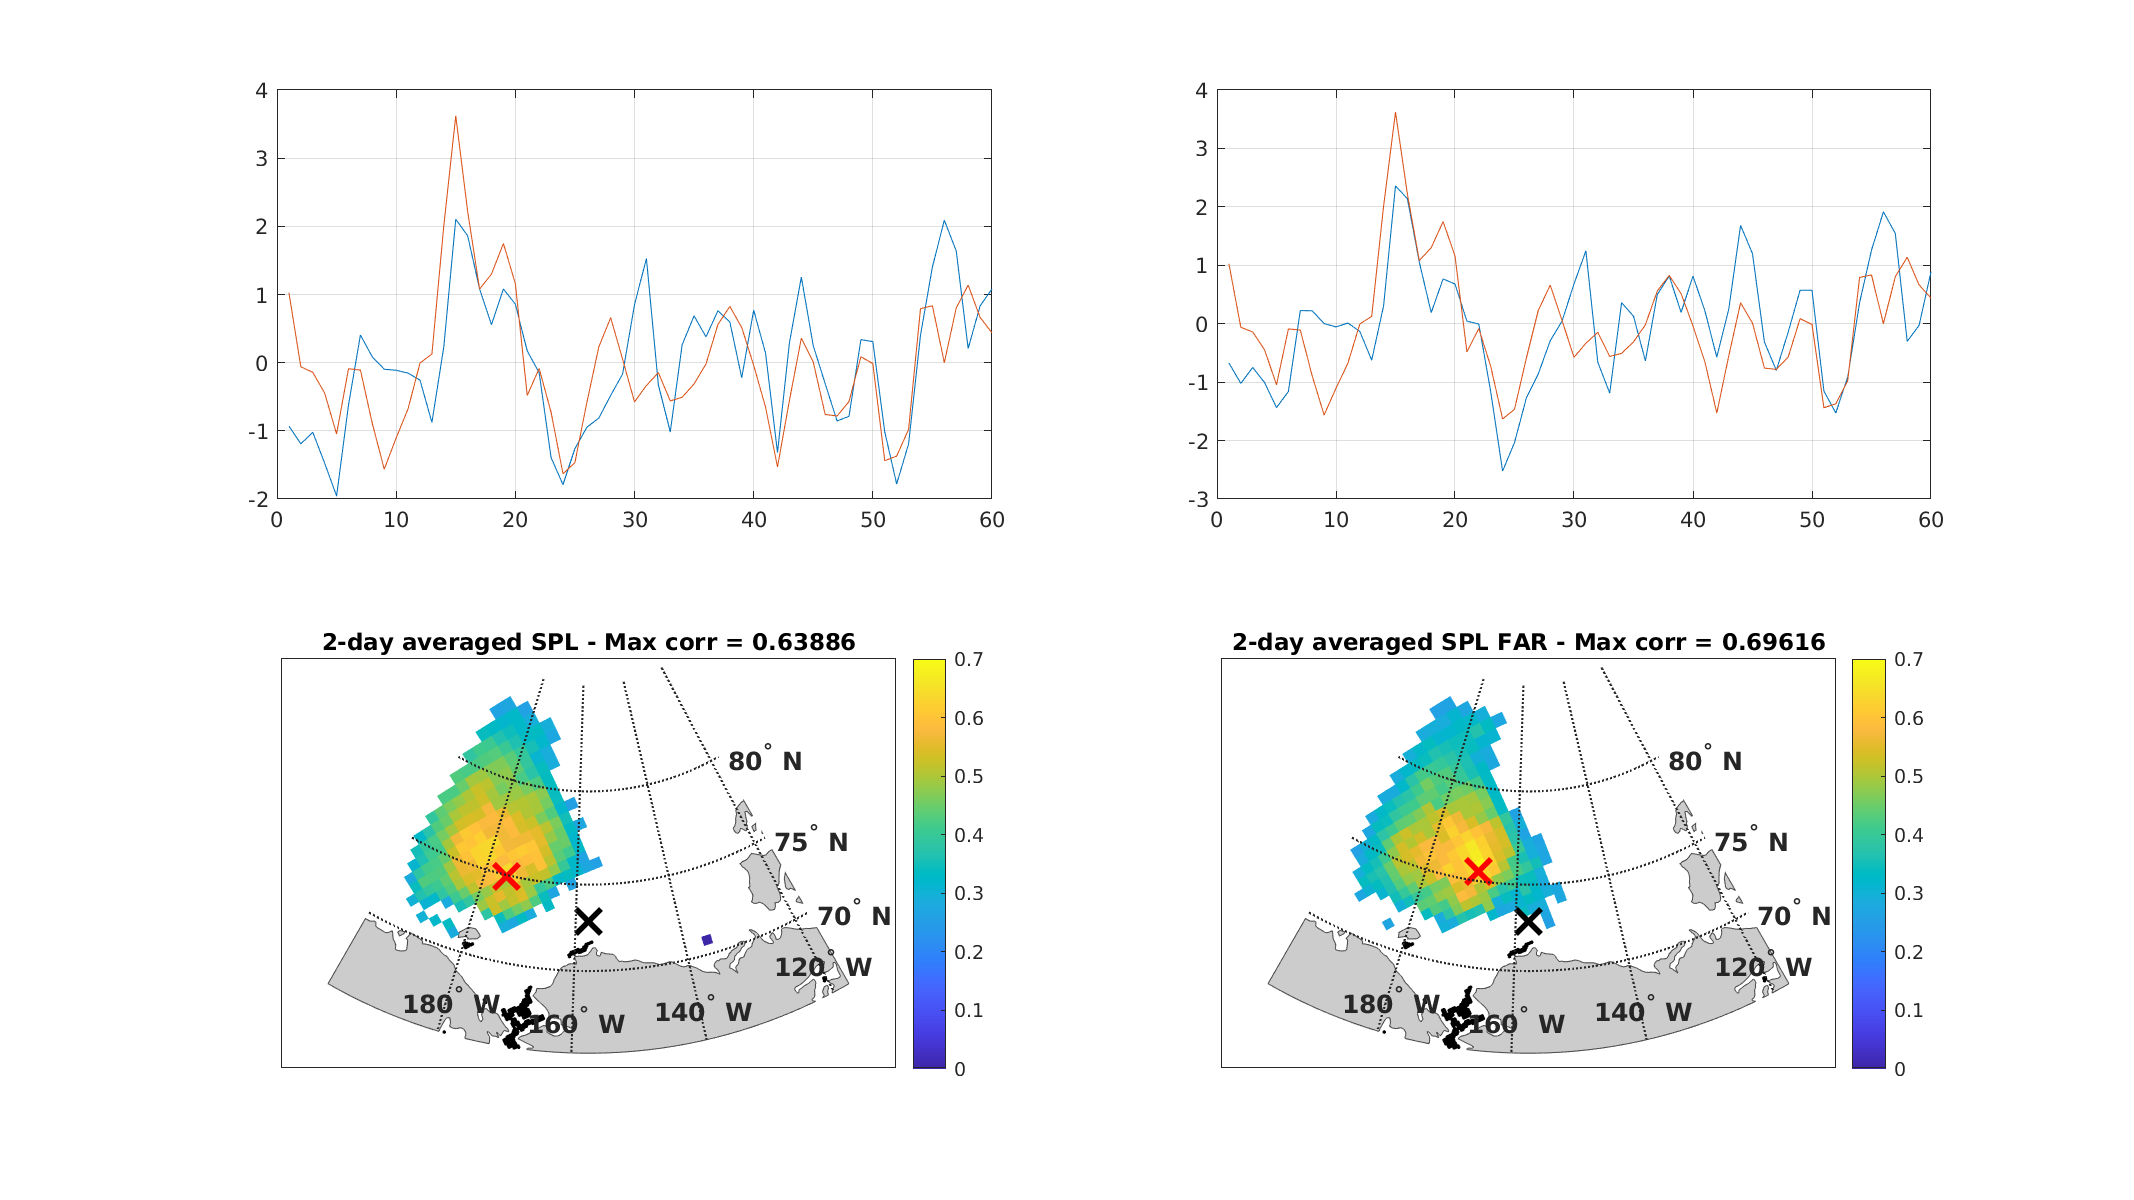 4
3
2
1
0
-1
-2
0 10 20 30 40 50 60
4
3
2
1
0
-1
-2
-3
0 10 20 30 40 50 60
2-day averaged SPL - Max corr = 0.63886
80° N
75° N
70° N
120° W
180° W
160° W
140° W
0.7
0.6
0.5
0.4
0.3
0.2
0.1
0
2-day averaged SPL FAR - Max corr = 0.69616
80° N
75° N
70° N
120° W
180° W
160° W
140° W
0.7
0.6
0.5
0.4
0.3
0.2
0.1
0